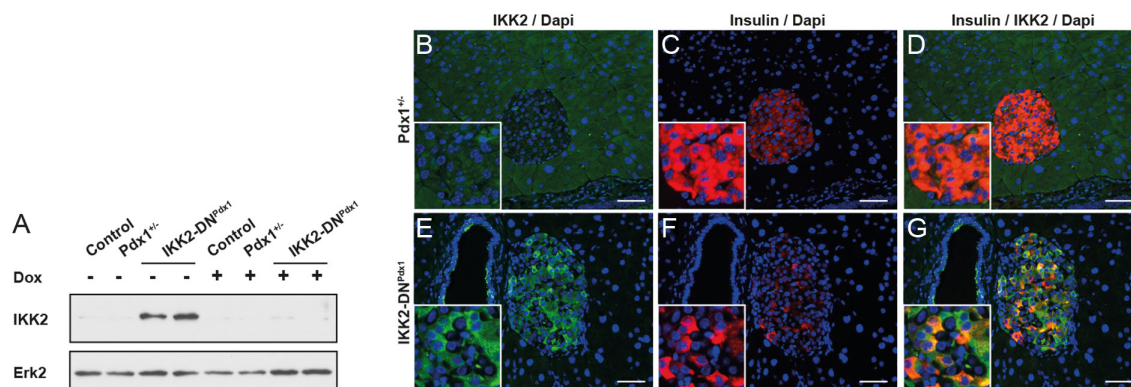 IKK2 / Dapi
Insulin / Dapi
Insulin / IKK2 / Dapi
Pdx1+/-
B
C
D
A
Control
Pdx1+/-
IKK2-DNPdx1
Control
Pdx1+/-
IKK2-DNPdx1
Dox - - - - + + + +
IKK2
Erk2
IKK2-DNPdx1
E
F
G